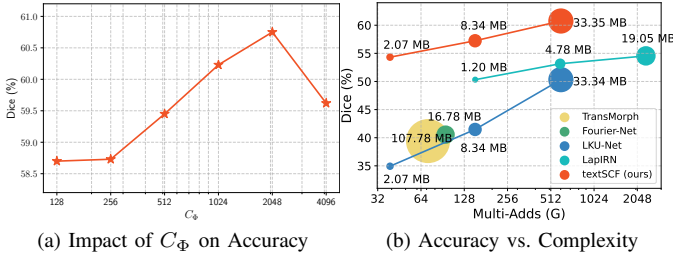 61.0
60.5
60.0
59.5
59.0
58.5
Dice (%)
128
256
512
1024
2048
4096
C_Φ
(a) Impact of C_Φ on Accuracy
60
55
50
45
40
35
Dice (%)
2.07 MB
8.34 MB
33.35 MB
1.20 MB
4.78 MB
19.05 MB
33.34 MB
16.78 MB
107.78 MB
8.34 MB
2.07 MB
TransMorph
Fourier-Net
LKU-Net
LapIRN
textSCF (ours)
32
64
128
256
512
1024
2048
Multi-Adds (G)
(b) Accuracy vs. Complexity